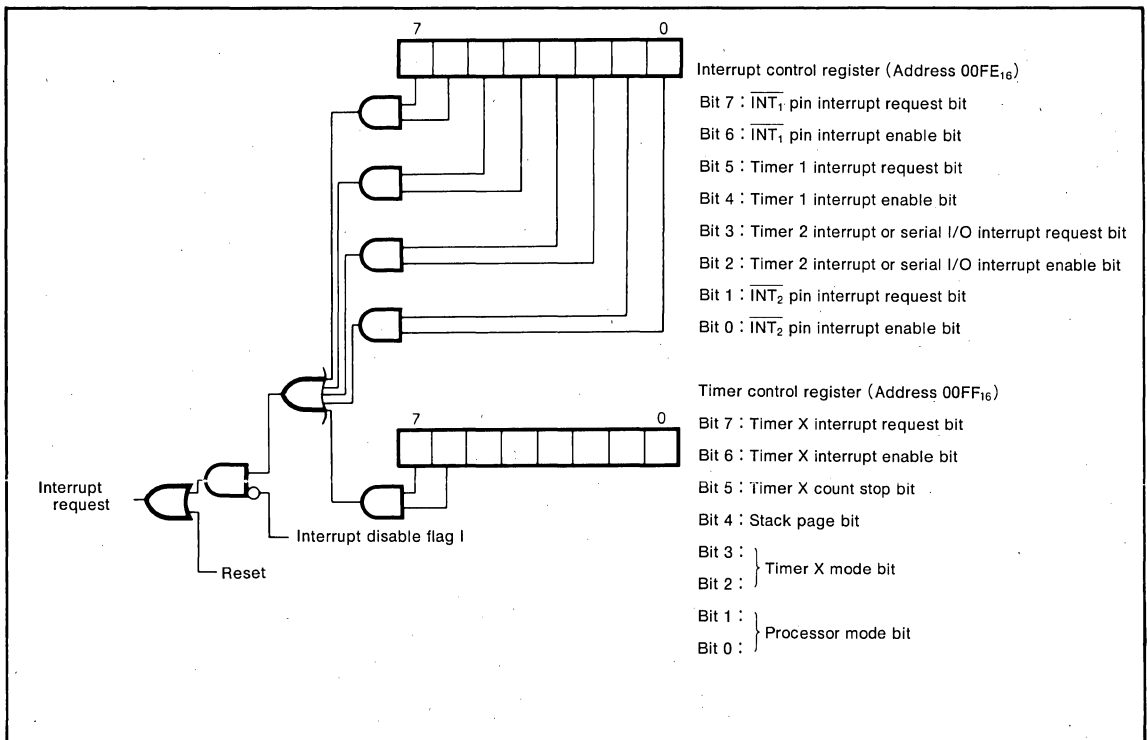 7 0
Interrupt control register (Address 00FE₁₆)
Bit 7 : I̅N̅T̅₁̅ pin interrupt request bit
Bit 6 : I̅N̅T̅₁̅ pin interrupt enable bit
Bit 5 : Timer 1 interrupt request bit
Bit 4 : Timer 1 interrupt enable bit
Bit 3 : Timer 2 interrupt or serial I/O interrupt request bit
Bit 2 : Timer 2 interrupt or serial I/O interrupt enable bit
Bit 1 : I̅N̅T̅₂̅ pin interrupt request bit
Bit 0 : I̅N̅T̅₂̅ pin interrupt enable bit
7 0
Timer control register (Address 00FF₁₆)
Bit 7 : Timer X interrupt request bit
Bit 6 : Timer X interrupt enable bit
Bit 5 : Timer X count stop bit
Bit 4 : Stack page bit
Bit 3 :
Bit 2 :
Timer X mode bit
Bit 1 :
Bit 0 :
Processor mode bit
Interrupt
request
Interrupt disable flag I
Reset